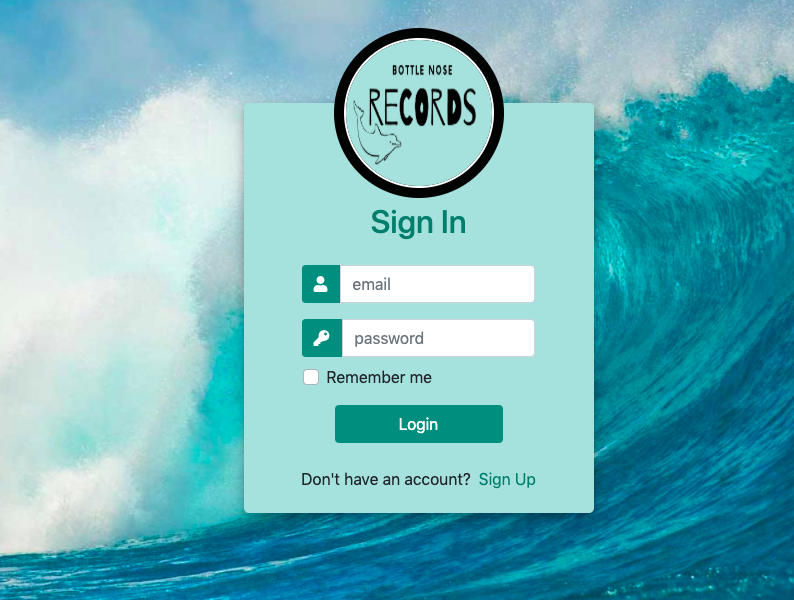 BOTTLE NOSE
RECORDS
Sign In
email
password
Remember me
Login
Don't have an account? Sign Up